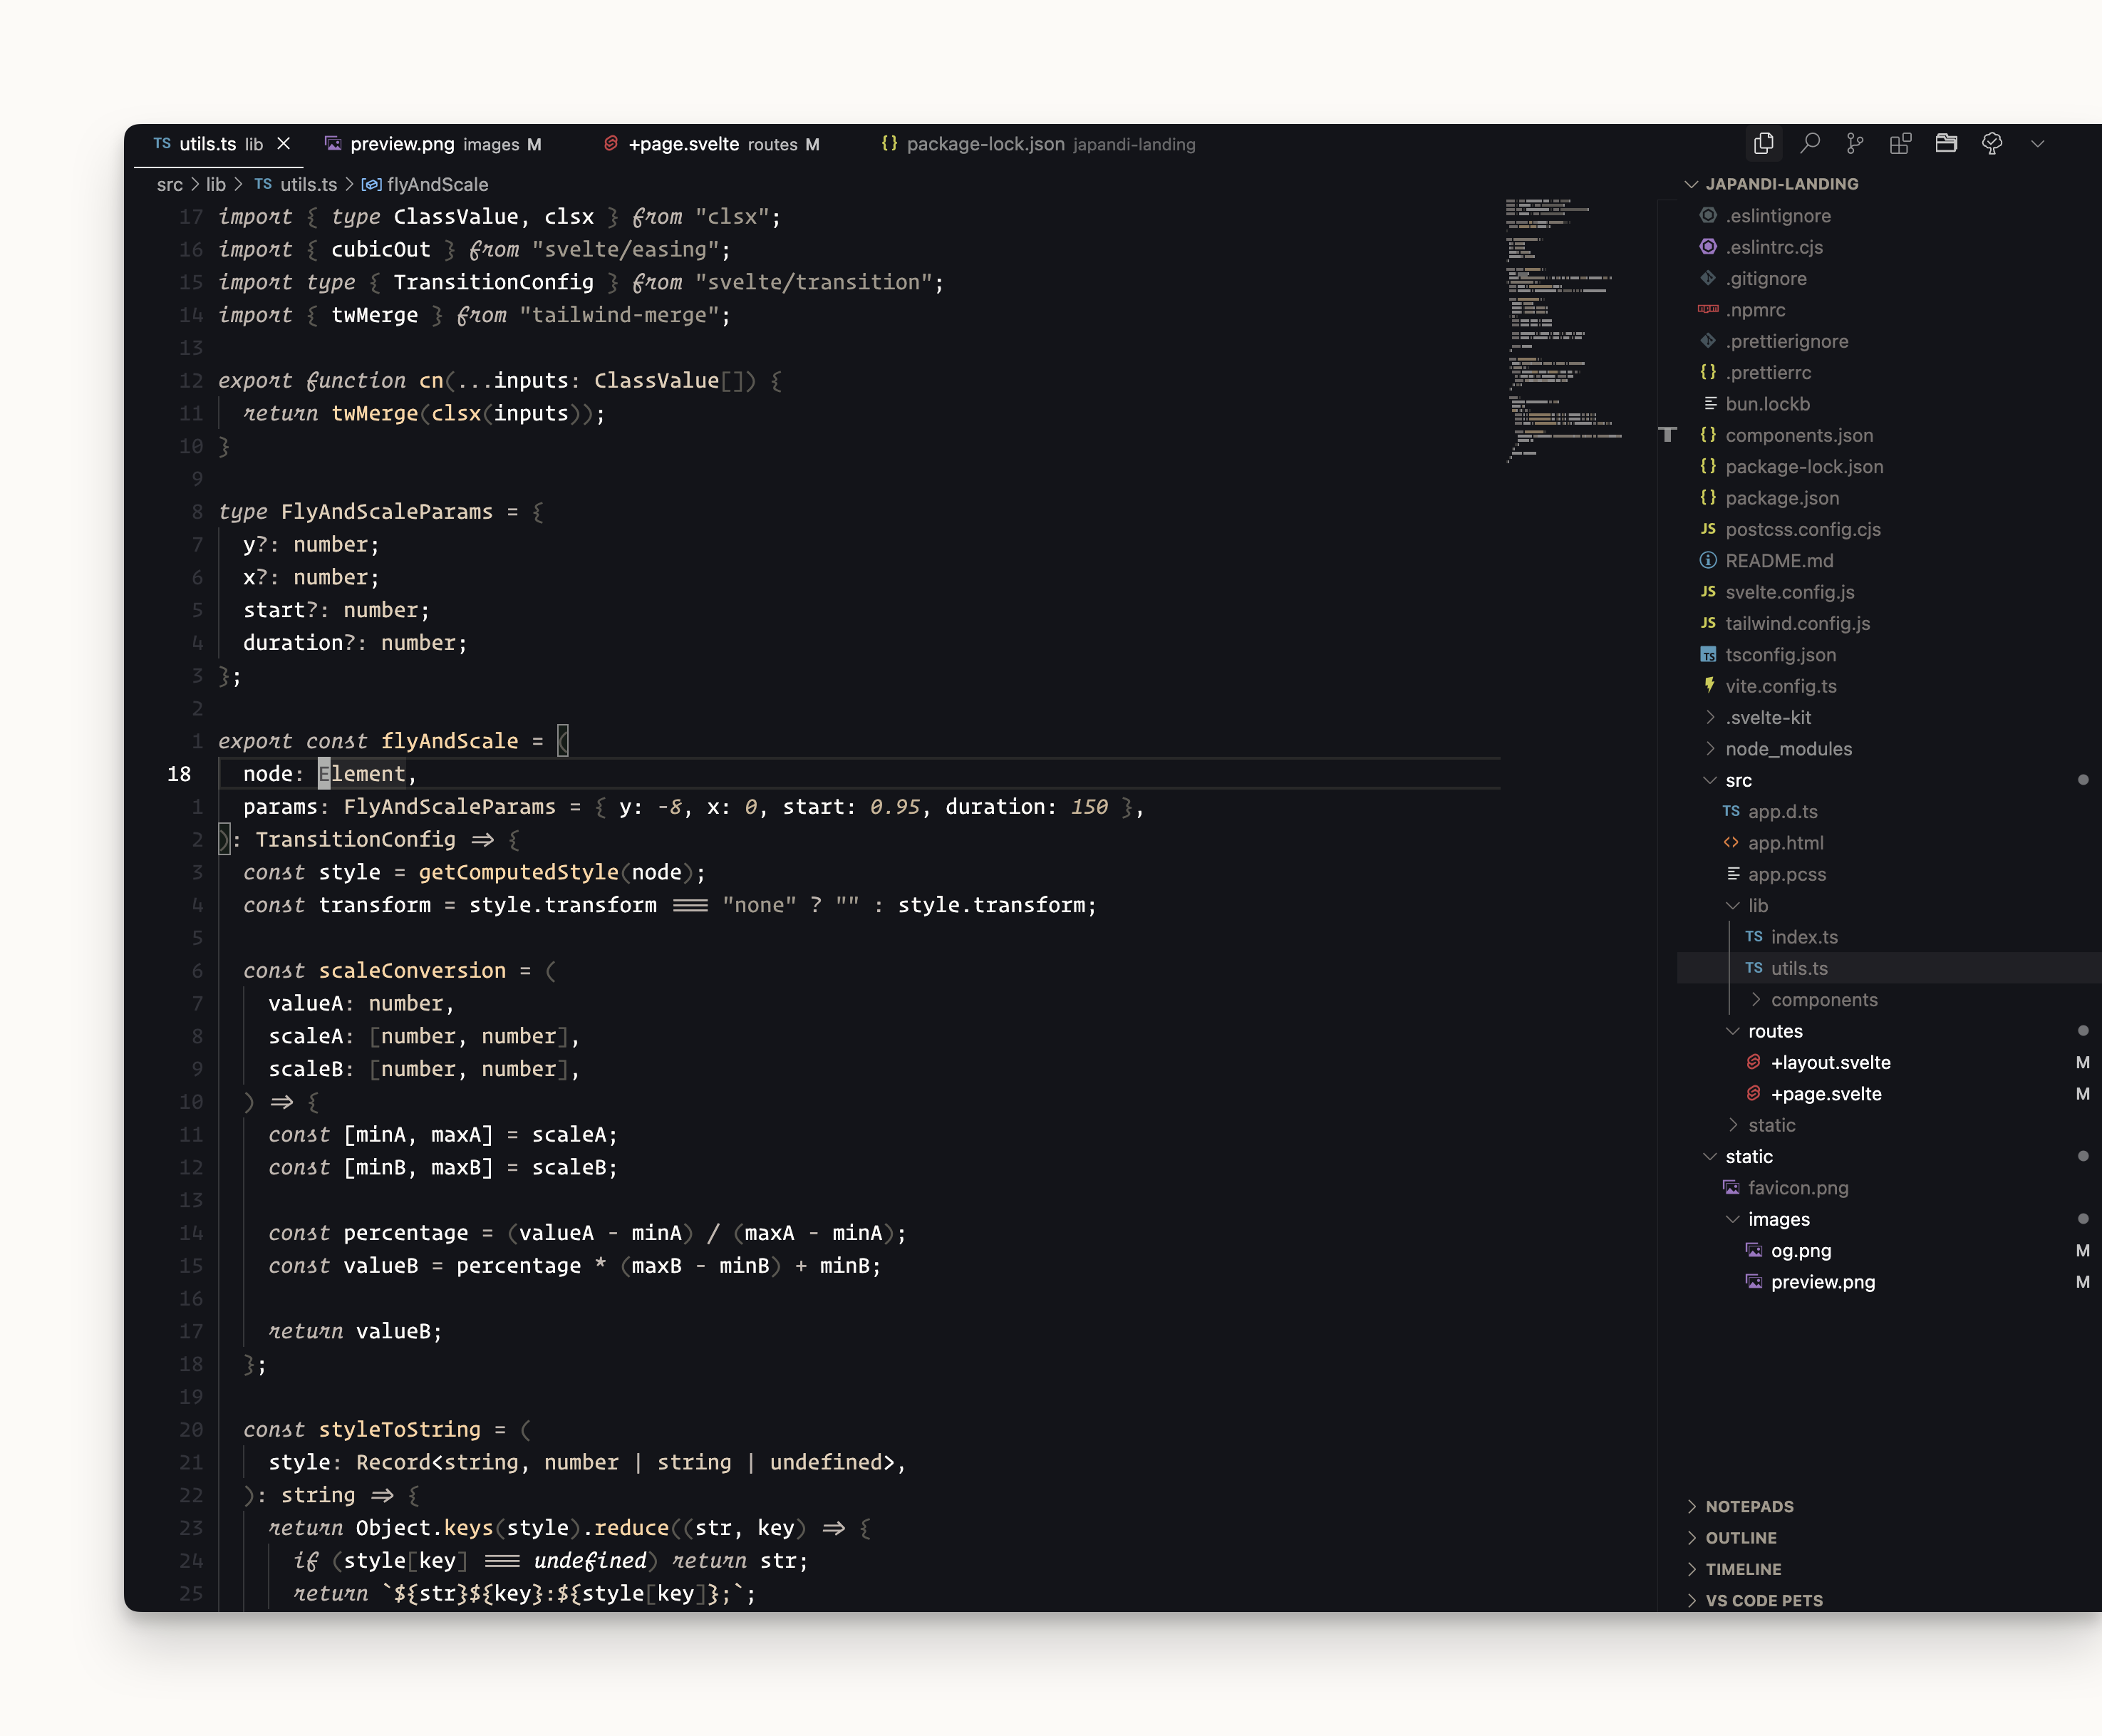 TS utils.ts lib × preview.png images M +page.svelte routes M {} package-lock.json japandi-landing
src > lib > TS utils.ts > flyAndScale
17 import { type ClassValue, clsx } from "clsx";
16 import { cubicOut } from "svelte/easing";
15 import type { TransitionConfig } from "svelte/transition";
14 import { twMerge } from "tailwind-merge";
13
12 export function cn(...inputs: ClassValue[]) {
11 return twMerge(clsx(inputs));
10 }
9
8 type FlyAndScaleParams = {
7 y?: number;
6 x?: number;
5 start?: number;
4 duration?: number;
3 };
2
1 export const flyAndScale = (
18 node: Element,
1 params: FlyAndScaleParams = { y: -8, x: 0, start: 0.95, duration: 150 },
2 ): TransitionConfig => {
3 const style = getComputedStyle(node);
4 const transform = style.transform === "none" ? "" : style.transform;
5
6 const scaleConversion = (
7 valueA: number,
8 scaleA: [number, number],
9 scaleB: [number, number],
10 ) => {
11 const [minA, maxA] = scaleA;
12 const [minB, maxB] = scaleB;
13
14 const percentage = (valueA - minA) / (maxA - minA);
15 const valueB = percentage * (maxB - minB) + minB;
16
17 return valueB;
18 };
19
20 const styleToString = (
21 style: Record<string, number | string | undefined>,
22 ): string => {
23 return Object.keys(style).reduce((str, key) => {
24 if (style[key] === undefined) return str;
25 return `${str}${key}:${style[key]};`;
T
JAPANDI-LANDING
.eslintignore
.eslintrc.cjs
.gitignore
npm .npmrc
.prettierignore
{} .prettierrc
bun.lockb
{} components.json
{} package-lock.json
{} package.json
JS postcss.config.cjs
README.md
JS svelte.config.js
JS tailwind.config.js
TS tsconfig.json
vite.config.ts
> .svelte-kit
> node_modules
src
TS app.d.ts
<> app.html
app.pcss
lib
TS index.ts
TS utils.ts
> components
routes
+layout.svelte M
+page.svelte M
> static
static
favicon.png
images
og.png M
preview.png M
> NOTEPADS
> OUTLINE
> TIMELINE
> VS CODE PETS